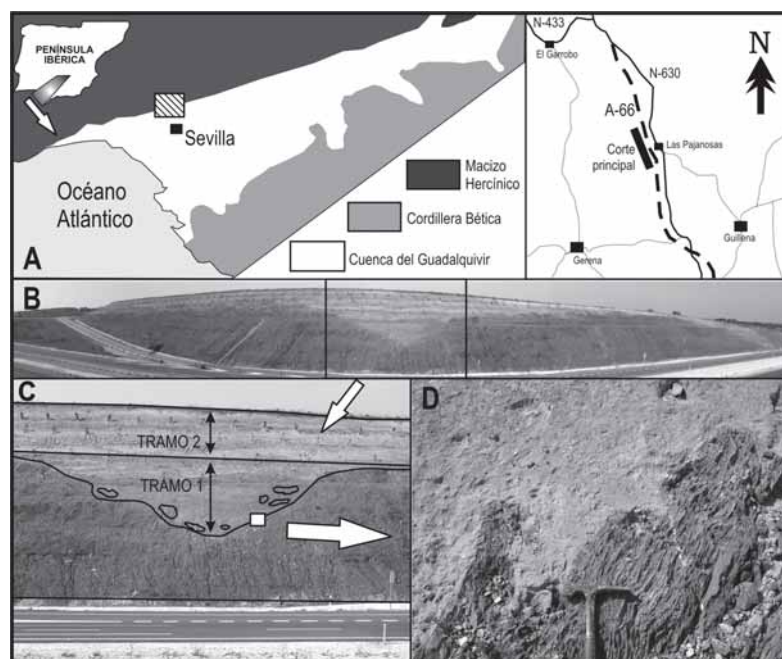 PENÍNSULA
IBÉRICA
Sevilla
Océano
Atlántico
Macizo
Hercínico
Cordillera Bética
Cuenca del Guadalquivir
A
N-433
El Garrobo
N
N-630
A-66
Las Pajanosas
Corte
principal
Guillena
Gerena
B
C
TRAMO 2
TRAMO 1
D